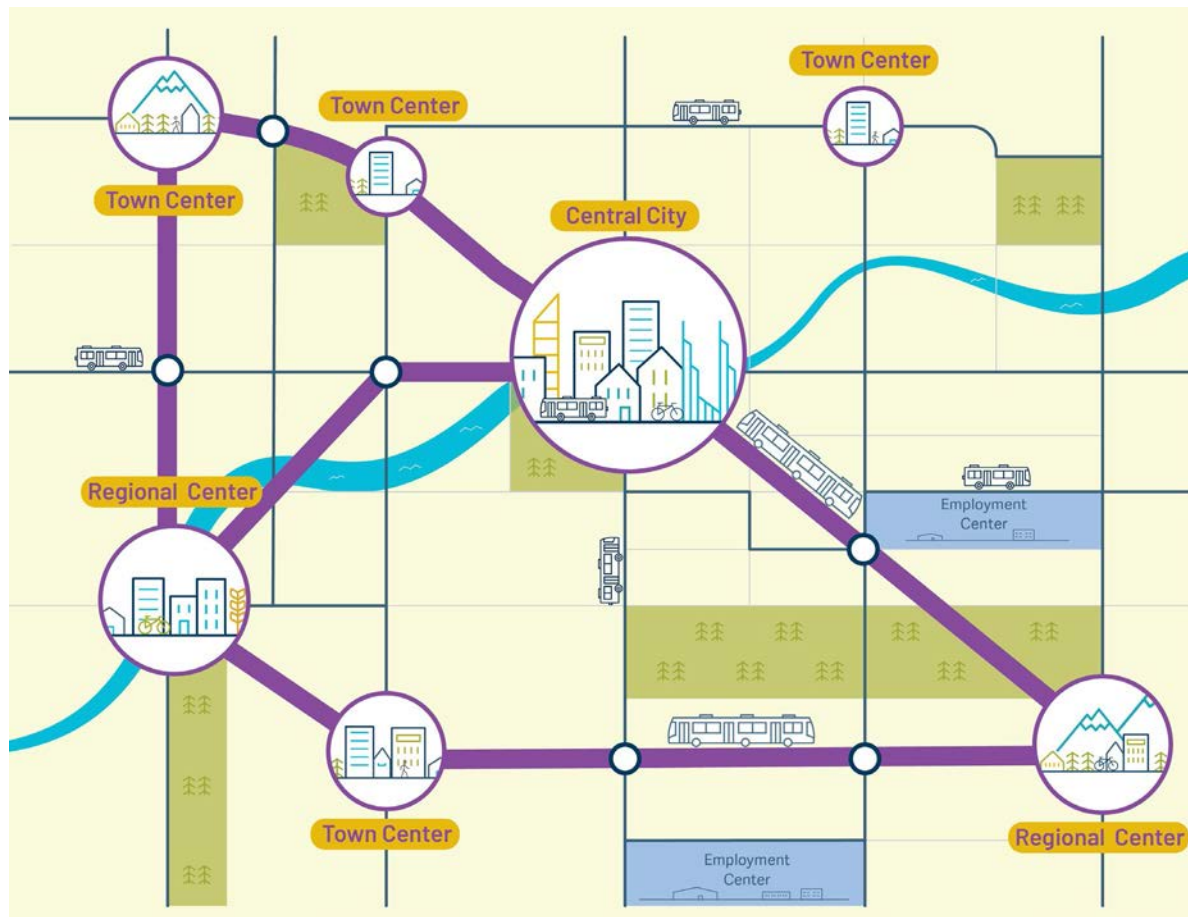 Town Center
Town Center
Town Center
Central City
Regional Center
Employment
Center
Town Center
Regional Center
Employment
Center